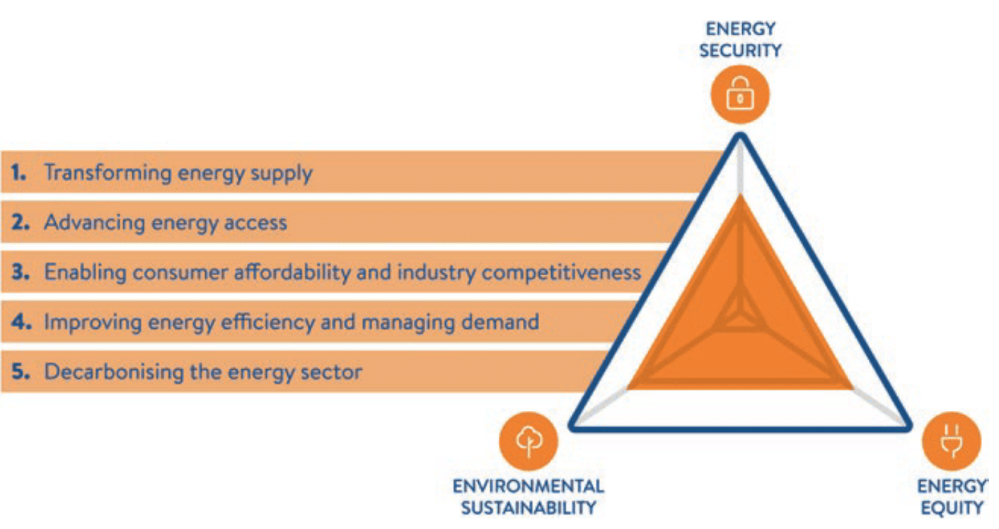 ENERGY
SECURITY
1. Transforming energy supply
2. Advancing energy access
3. Enabling consumer affordability and industry competitiveness
4. Improving energy efficiency and managing demand
5. Decarbonising the energy sector
ENVIRONMENTAL
SUSTAINABILITY
ENERGY
EQUITY